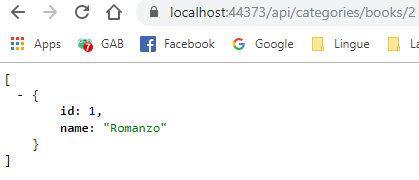 localhost:44373/api/categories/books/2
Apps GAB Facebook Google Lingue La
[
- {
id: 1,
name: "Romanzo"
}
]